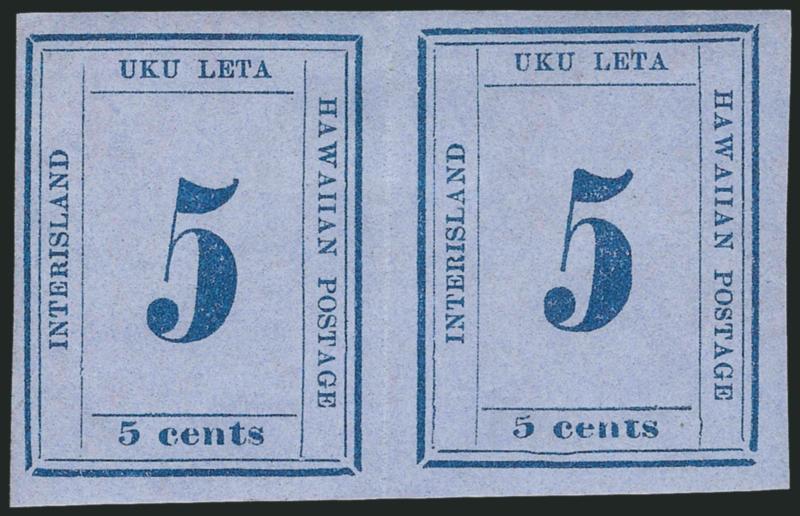 UKU LETA
INTERISLAND
5
HAWAIIAN POSTAGE
5 cents
UKU LETA
INTERISLAND
5
HAWAIIAN POSTAGE
5 cents